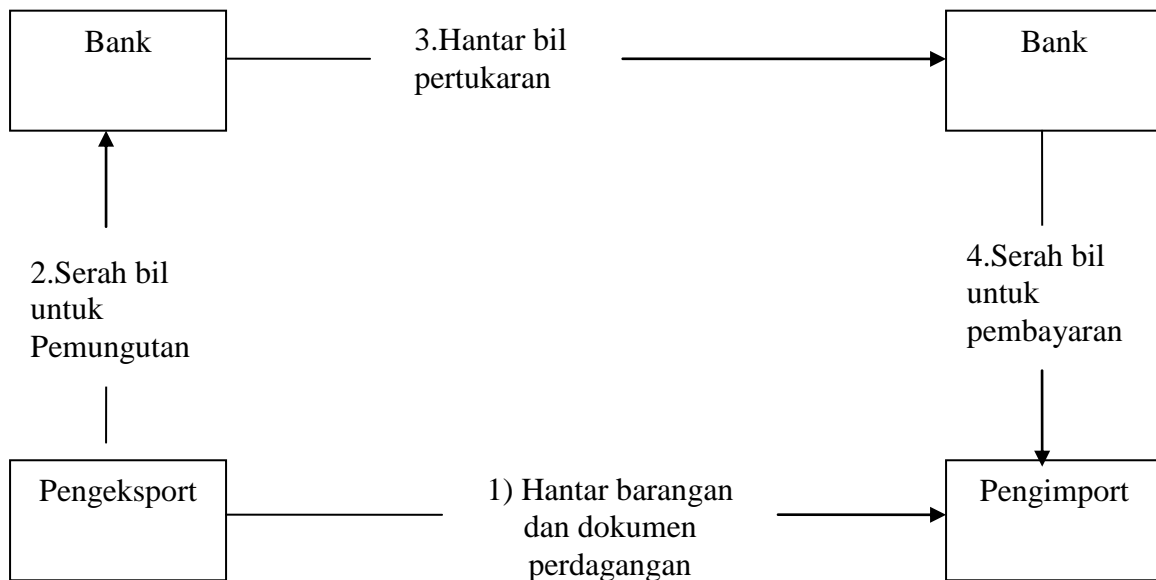 Bank
3.Hantar bil
pertukaran
Bank
2.Serah bil
untuk
Pemungutan
4.Serah bil
untuk
pembayaran
Pengeksport
1) Hantar barangan
dan dokumen
perdagangan
Pengimport